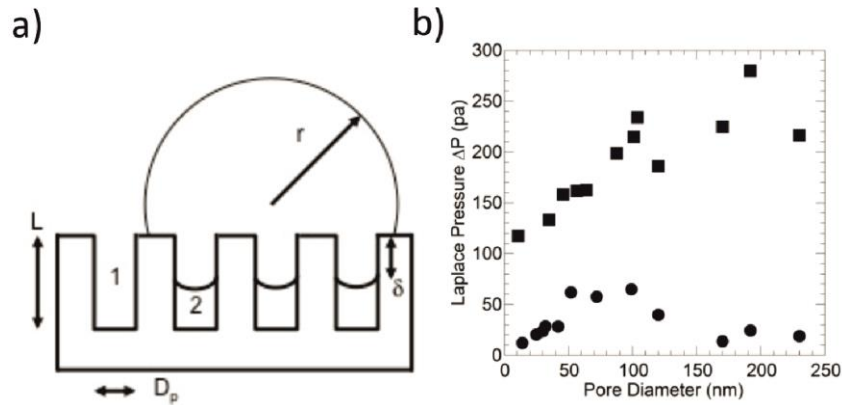 a)
r
L
1
2
δ
Dp
b)
Laplace Pressure ΔP (pa)
300
250
200
150
100
50
0
0 50 100 150 200 250
Pore Diameter (nm)